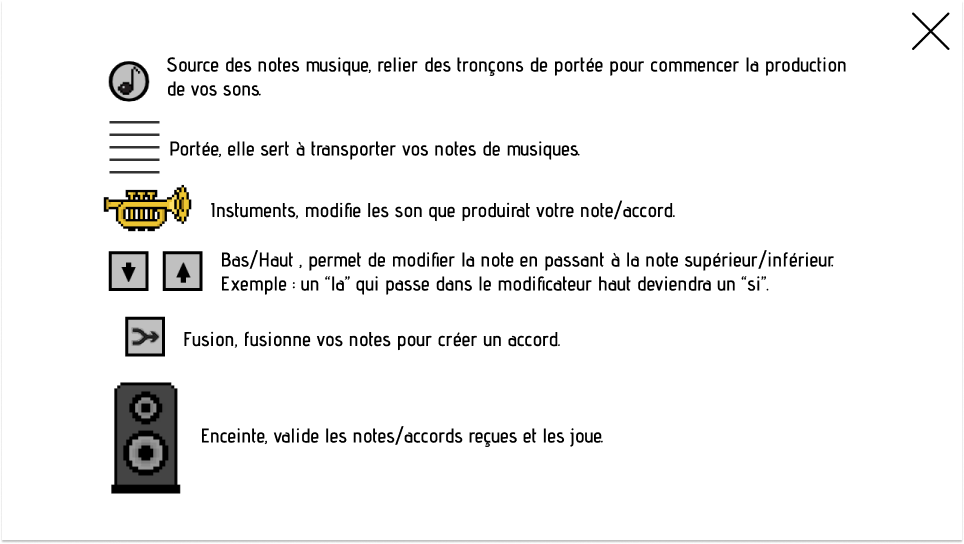 Source des notes musique, relier des tronçons de portée pour commencer la production
de vos sons.
Portée, elle sert à transporter vos notes de musiques.
Instuments, modifie les son que produirat votre note/accord.
Bas/Haut , permet de modifier la note en passant à la note supérieur/inférieur.
Exemple : un “la” qui passe dans le modificateur haut deviendra un “si”.
Fusion, fusionne vos notes pour créer un accord.
Enceinte, valide les notes/accords reçues et les joue.